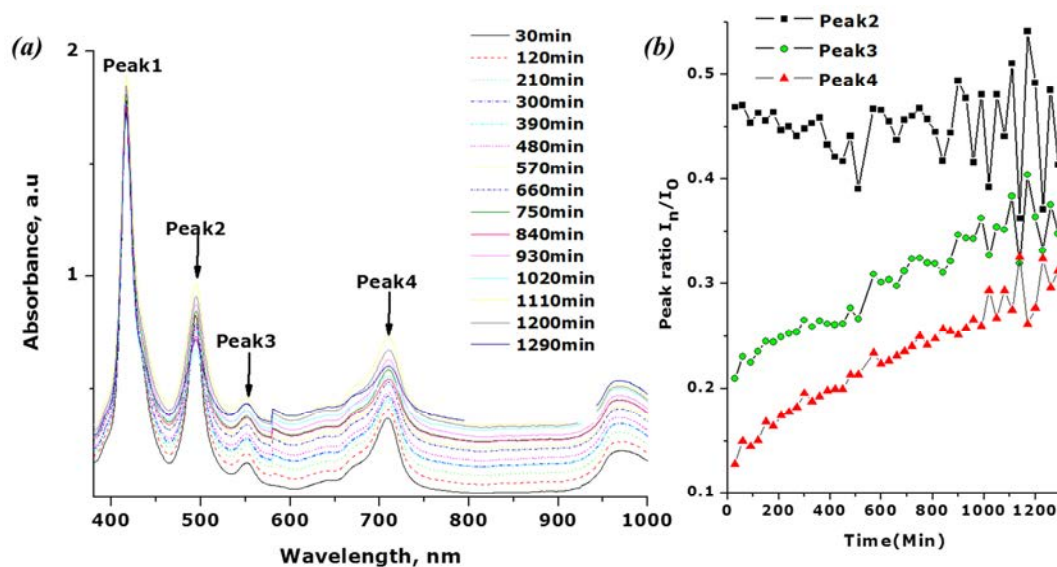 (a)
2
1
Absorbance, a.u
Peak1
Peak2
Peak3
Peak4
30min
120min
210min
300min
390min
480min
570min
660min
750min
840min
930min
1020min
1110min
1200min
1290min
400 500 600 700 800 900 1000
Wavelength, nm
(b)
Peak2
Peak3
Peak4
0.5
0.4
0.3
0.2
0.1
Peak ratio In/IO
0 200 400 600 800 1000 1200
Time(Min)